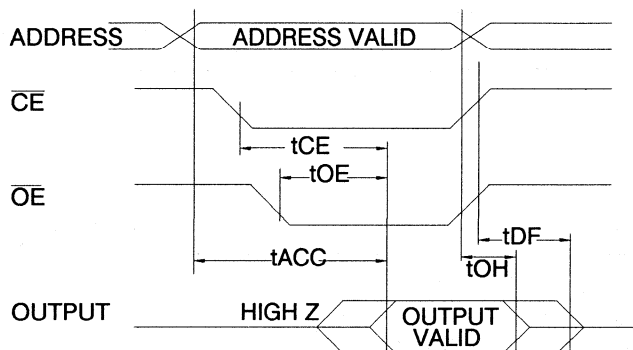 ADDRESS
ADDRESS VALID
CE
tCE
tOE
OE
tDF
tACC
tOH
OUTPUT
HIGH Z
OUTPUT
VALID